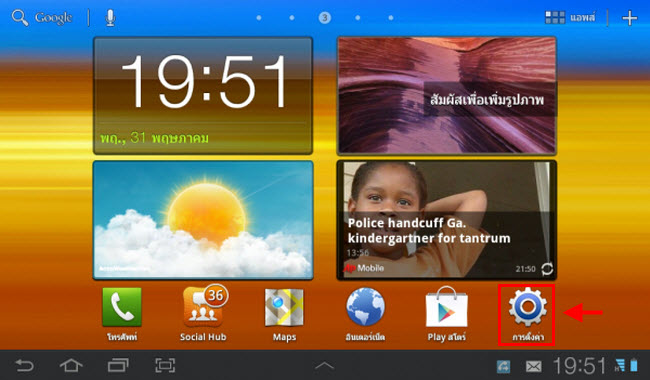 Google
3
แอพส์
19:51
พฤ., 31 พฤษภาคม
สัมผัสเพื่อเพิ่มรูปภาพ
AccuWeather.com
Police handcuff Ga.
kindergartner for tantrum
13:56
Mobile
21:50
36
โทรศัพท์
Social Hub
Maps
อินเตอร์เน็ต
Play สโตร์
การตั้งค่า
19:51